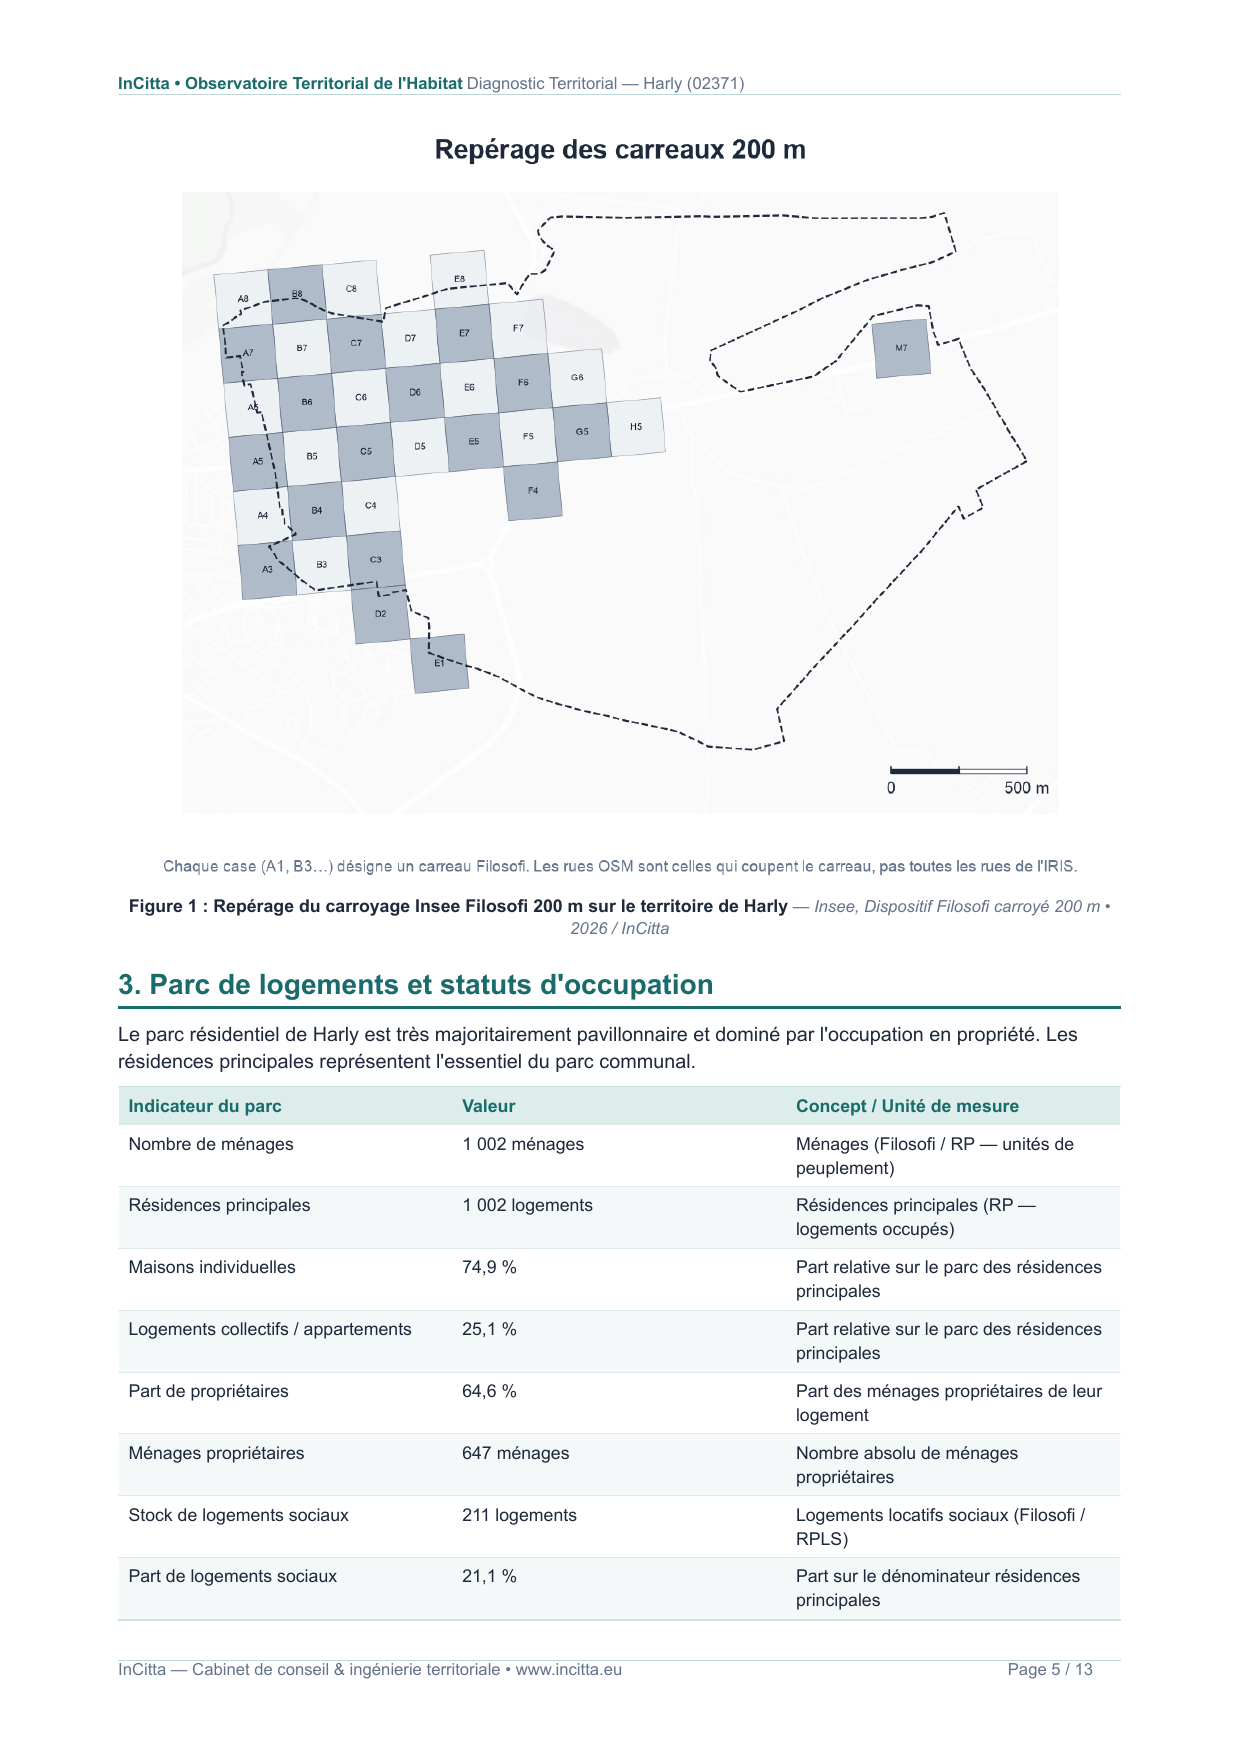 InCitta • Observatoire Territorial de l'Habitat Diagnostic Territorial — Harly (02371)
Repérage des carreaux 200 m
E8
A8 B8 C8
A7 B7 C7 D7 E7 F7
M7
A6 B6 C6 D6 E6 F6 G6
A5 B5 C5 D5 E5 F5 G5 H5
A4 B4 C4 F4
A3 B3 C3
D2
E1
0 500 m
Chaque case (A1, B3…) désigne un carreau Filosofi. Les rues OSM sont celles qui coupent le carreau, pas toutes les rues de l'IRIS.
Figure 1 : Repérage du carroyage Insee Filosofi 200 m sur le territoire de Harly — Insee, Dispositif Filosofi carroyé 200 m •
2026 / InCitta
3. Parc de logements et statuts d'occupation
Le parc résidentiel de Harly est très majoritairement pavillonnaire et dominé par l'occupation en propriété. Les
résidences principales représentent l'essentiel du parc communal.
Indicateur du parc Valeur Concept / Unité de mesure
Nombre de ménages 1 002 ménages Ménages (Filosofi / RP — unités de
peuplement)
Résidences principales 1 002 logements Résidences principales (RP —
logements occupés)
Maisons individuelles 74,9 % Part relative sur le parc des résidences
principales
Logements collectifs / appartements 25,1 % Part relative sur le parc des résidences
principales
Part de propriétaires 64,6 % Part des ménages propriétaires de leur
logement
Ménages propriétaires 647 ménages Nombre absolu de ménages
propriétaires
Stock de logements sociaux 211 logements Logements locatifs sociaux (Filosofi /
RPLS)
Part de logements sociaux 21,1 % Part sur le dénominateur résidences
principales
InCitta — Cabinet de conseil & ingénierie territoriale • www.incitta.eu Page 5 / 13